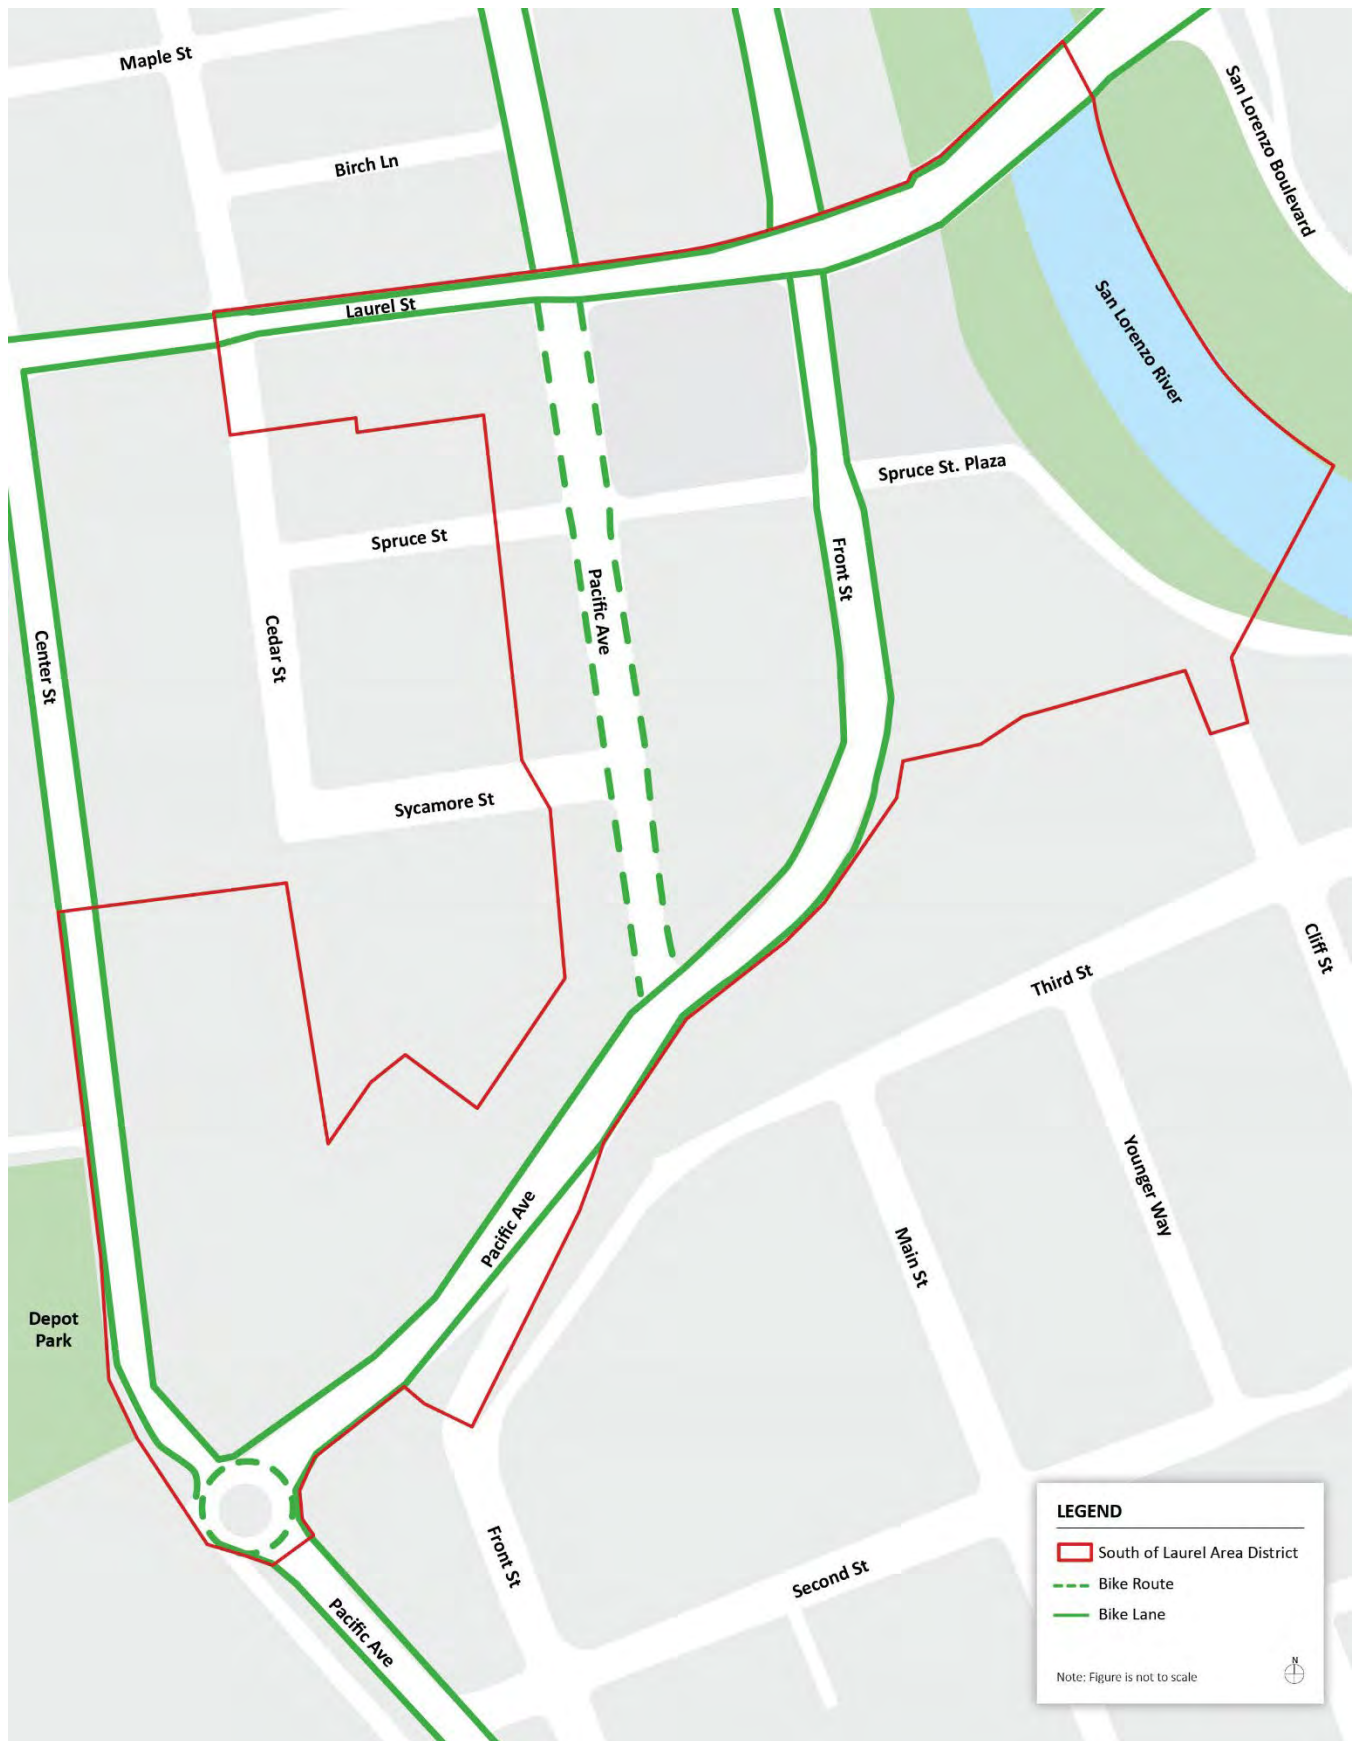 Maple St
San Lorenzo Boulevard
Birch Ln
Laurel St
San Lorenzo River
Spruce St. Plaza
Spruce St
Front St
Pacific Ave
Center St
Cedar St
Sycamore St
Cliff St
Third St
Younger Way
Pacific Ave
Main St
Depot
Park
Front St
Second St
Pacific Ave
LEGEND
South of Laurel Area District
Bike Route
Bike Lane
N
Note: Figure is not to scale